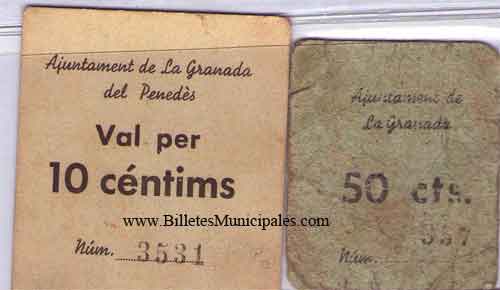 Ajuntament de La Granada
del Penedès
Val per
10 céntims
Núm. 3531
Ajuntament de
La Granada
50 cts.
Núm. 337
www.BilletesMunicipales.com